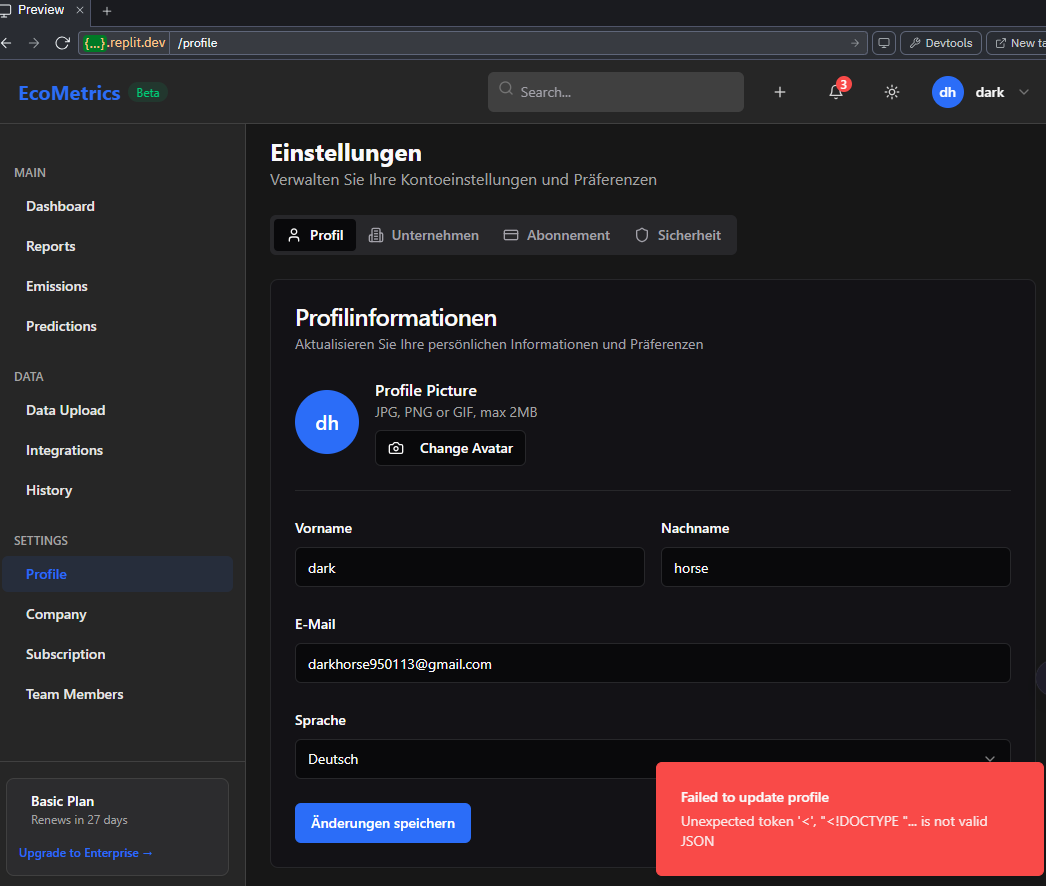 Preview
{...}.replit.dev /profile
Devtools
New ta
EcoMetrics Beta
Search...
3
dh dark
MAIN
Dashboard
Reports
Emissions
Predictions
DATA
Data Upload
Integrations
History
SETTINGS
Profile
Company
Subscription
Team Members
Basic Plan
Renews in 27 days
Upgrade to Enterprise →
Einstellungen
Verwalten Sie Ihre Kontoeinstellungen und Präferenzen
Profil Unternehmen Abonnement Sicherheit
Profilinformationen
Aktualisieren Sie Ihre persönlichen Informationen und Präferenzen
dh
Profile Picture
JPG, PNG or GIF, max 2MB
Change Avatar
Vorname Nachname
dark horse
E-Mail
darkhorse950113@gmail.com
Sprache
Deutsch
Änderungen speichern
Failed to update profile
Unexpected token '<', "<!DOCTYPE "... is not valid
JSON